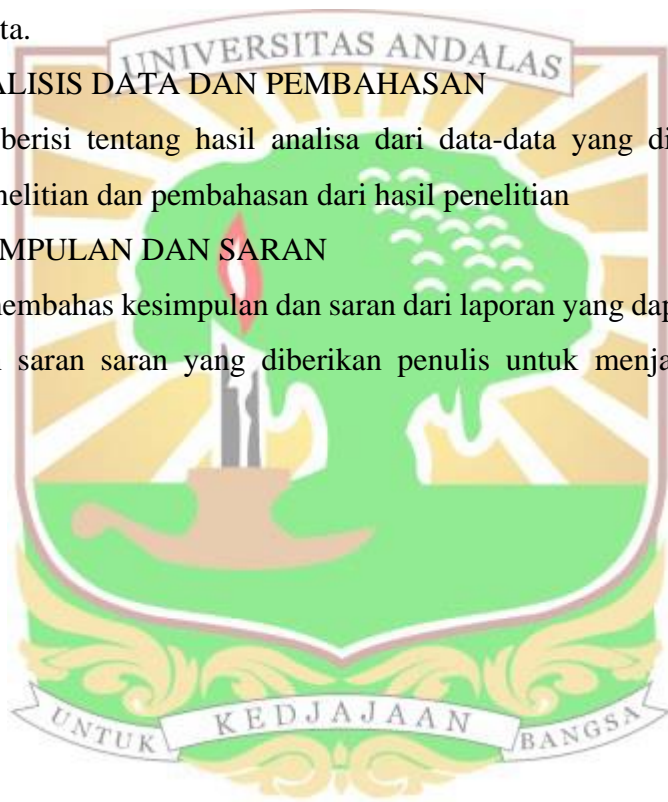 ta.
UNIVERSITAS ANDALAS
ALISIS DATA DAN PEMBAHASAN
berisi tentang hasil analisa dari data-data yang di
nelitian dan pembahasan dari hasil penelitian
MPULAN DAN SARAN
membahas kesimpulan dan saran dari laporan yang dap
saran saran yang diberikan penulis untuk menja
UNTUK KEDJAJAAN BANGSA